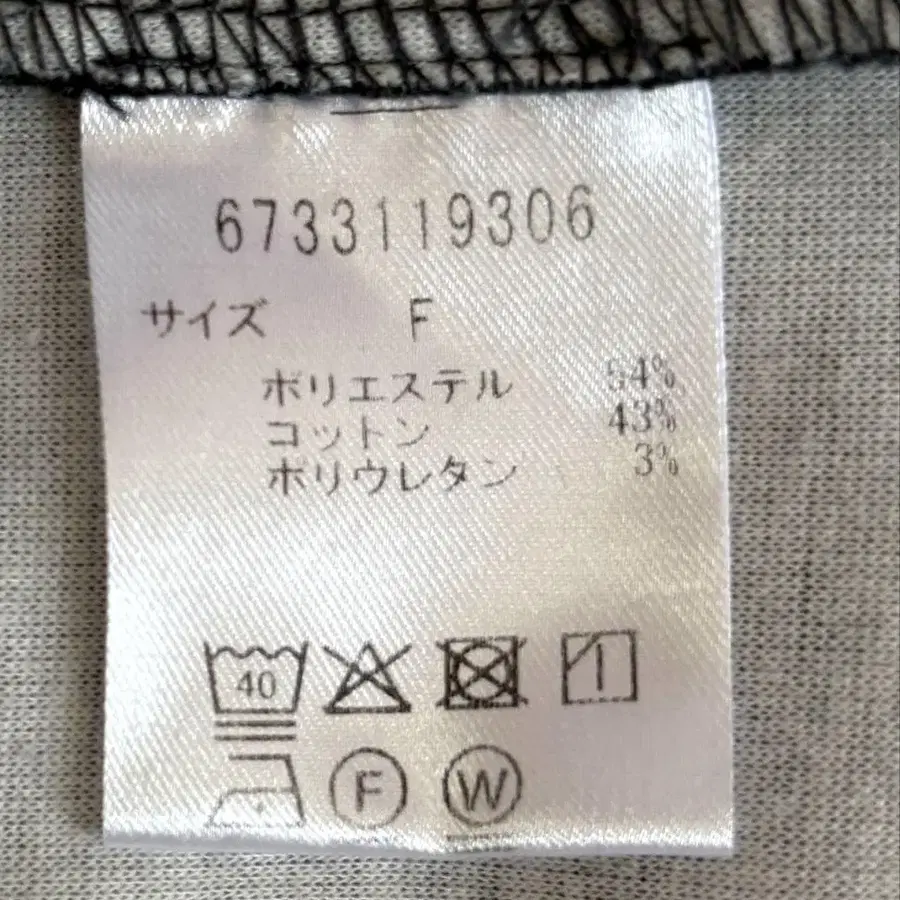 6733119306
サイズ F
ポリエステル 54%
コットン 43%
ポリウレタン 3%
40
F W